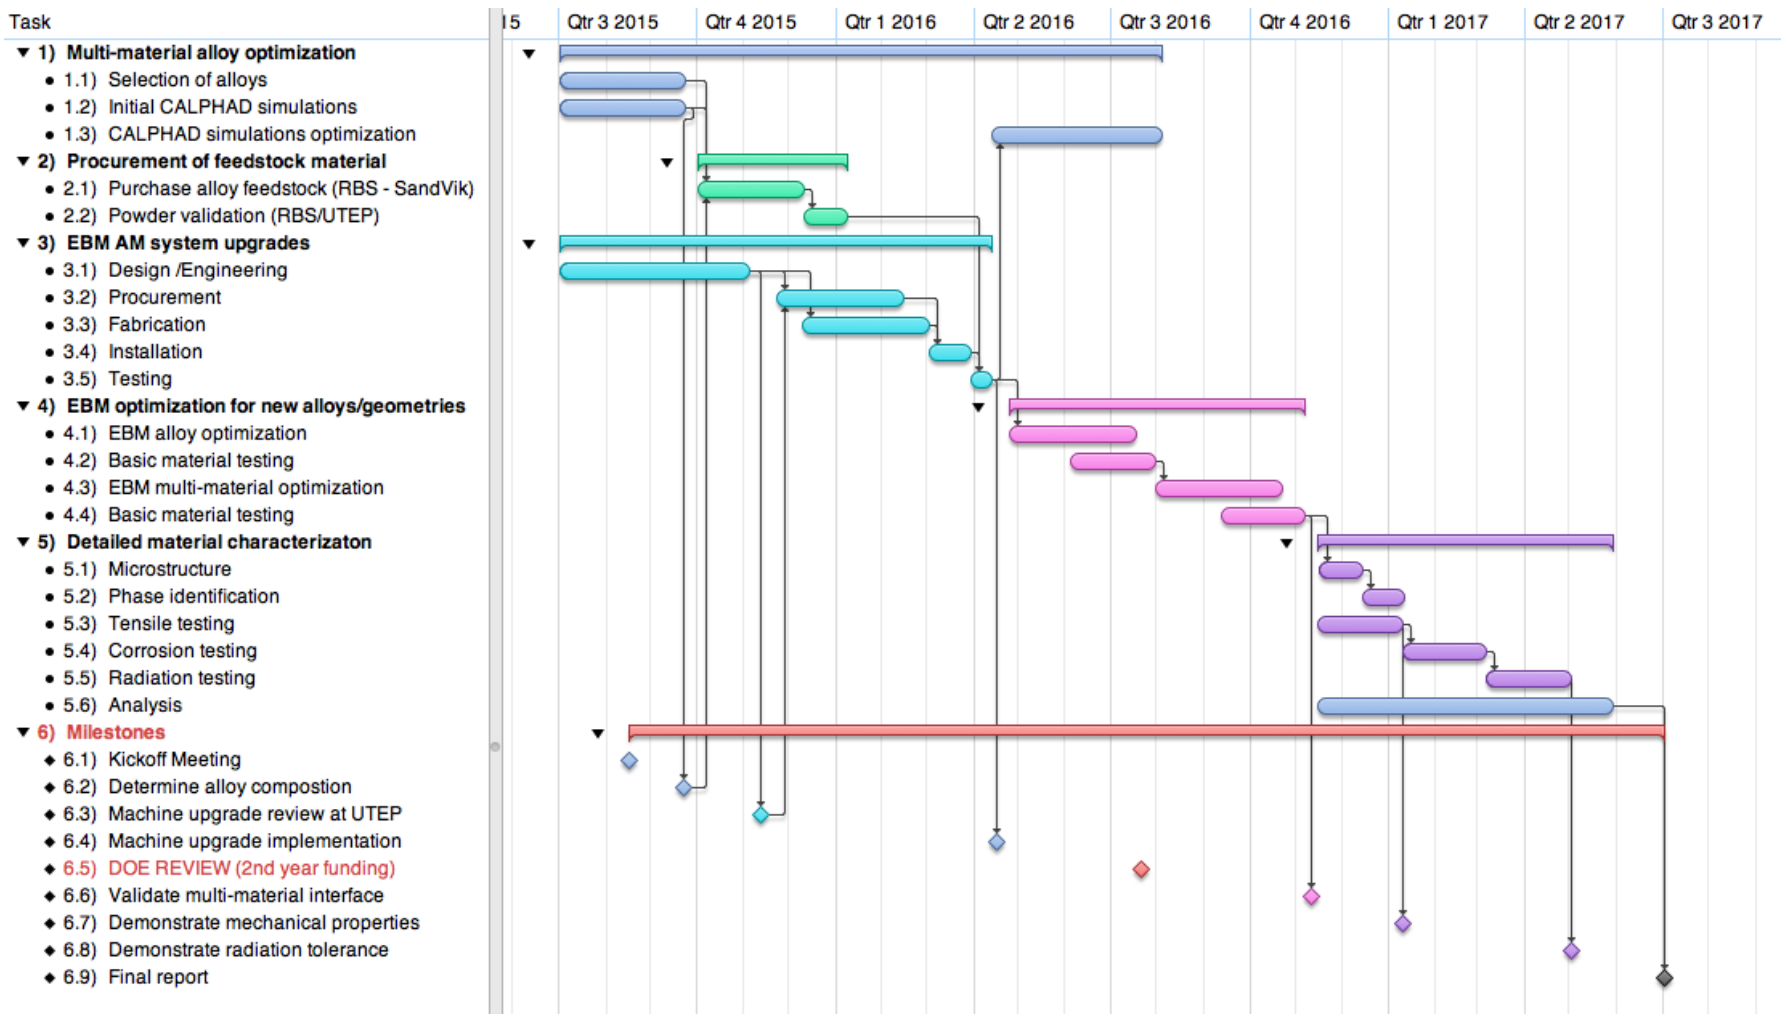 Task 15 Qtr 3 2015 Qtr 4 2015 Qtr 1 2016 Qtr 2 2016 Qtr 3 2016 Qtr 4 2016 Qtr 1 2017 Qtr 2 2017 Qtr 3 2017
1) Multi-material alloy optimization
1.1) Selection of alloys
1.2) Initial CALPHAD simulations
1.3) CALPHAD simulations optimization
2) Procurement of feedstock material
2.1) Purchase alloy feedstock (RBS - SandVik)
2.2) Powder validation (RBS/UTEP)
3) EBM AM system upgrades
3.1) Design /Engineering
3.2) Procurement
3.3) Fabrication
3.4) Installation
3.5) Testing
4) EBM optimization for new alloys/geometries
4.1) EBM alloy optimization
4.2) Basic material testing
4.3) EBM multi-material optimization
4.4) Basic material testing
5) Detailed material characterizaton
5.1) Microstructure
5.2) Phase identification
5.3) Tensile testing
5.4) Corrosion testing
5.5) Radiation testing
5.6) Analysis
6) Milestones
6.1) Kickoff Meeting
6.2) Determine alloy compostion
6.3) Machine upgrade review at UTEP
6.4) Machine upgrade implementation
6.5) DOE REVIEW (2nd year funding)
6.6) Validate multi-material interface
6.7) Demonstrate mechanical properties
6.8) Demonstrate radiation tolerance
6.9) Final report